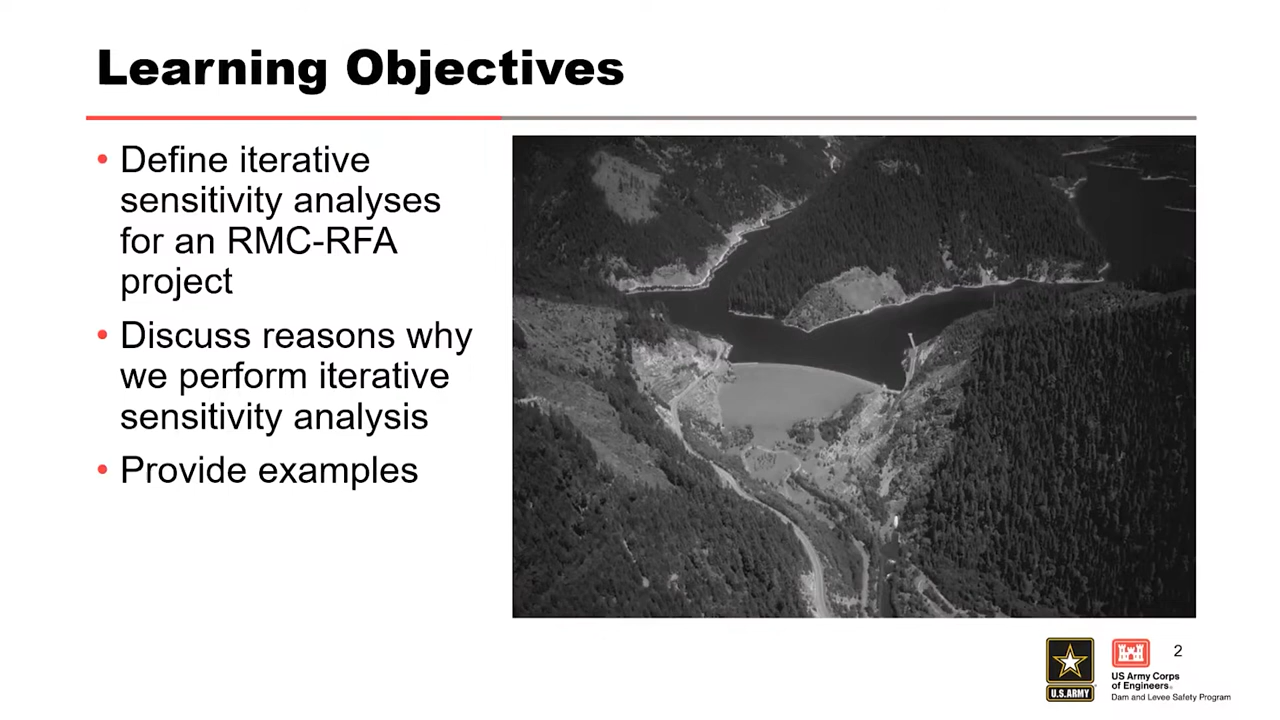 Learning Objectives
• Define iterative
sensitivity analyses
for an RMC-RFA
project
• Discuss reasons why
we perform iterative
sensitivity analysis
• Provide examples
2
U.S.ARMY
US Army Corps
of Engineers®
Dam and Levee Safety Program